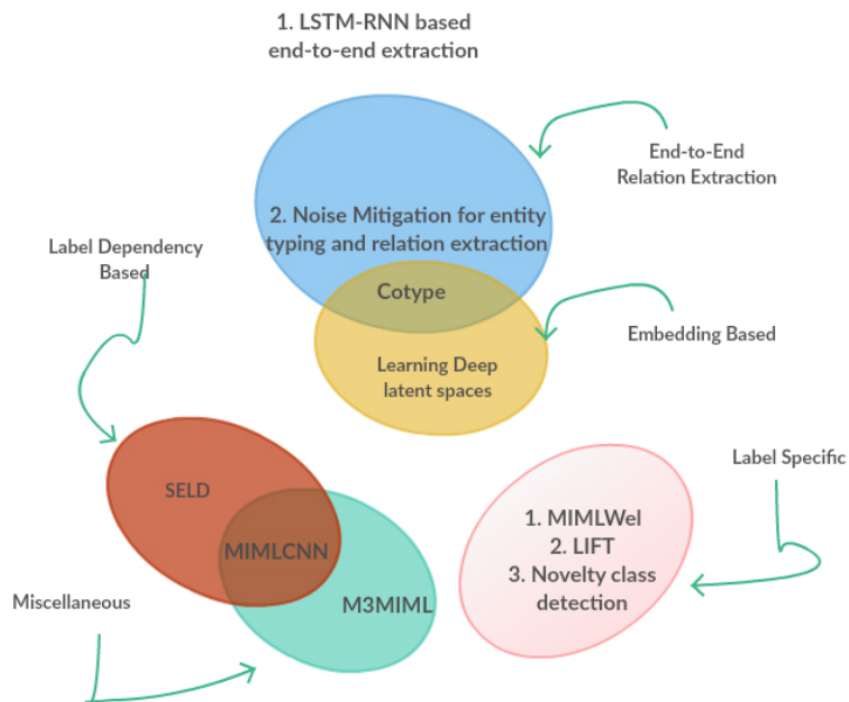 1. LSTM-RNN based
end-to-end extraction
End-to-End
Relation Extraction
2. Noise Mitigation for entity
typing and relation extraction
Label Dependency
Based
Cotype
Embedding Based
Learning Deep
latent spaces
Label Specific
SELD
1. MIMLWel
2. LIFT
3. Novelty class
detection
MIMLCNN
M3MIML
Miscellaneous